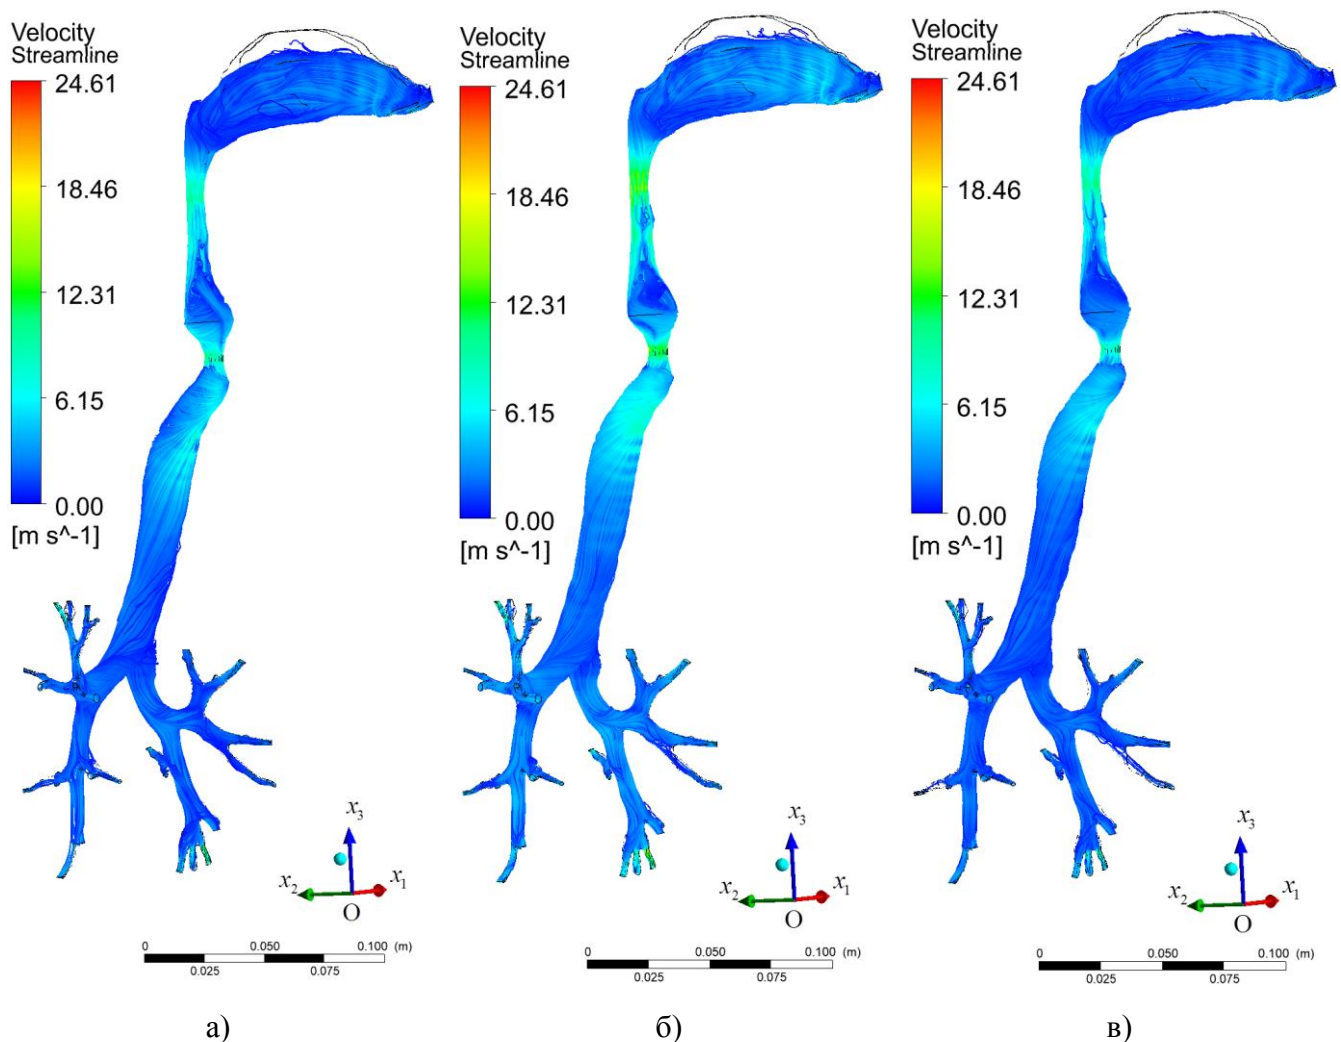 Velocity
Streamline
24.61
18.46
12.31
6.15
0.00
[m s^-1]
x3
x2
x1
O
0 0.050 0.100 (m)
0.025 0.075
а)
Velocity
Streamline
24.61
18.46
12.31
6.15
0.00
[m s^-1]
x3
x2
x1
O
0 0.050 0.100 (m)
0.025 0.075
б)
Velocity
Streamline
24.61
18.46
12.31
6.15
0.00
[m s^-1]
x3
x2
x1
O
0 0.050 0.100 (m)
0.025 0.075
в)